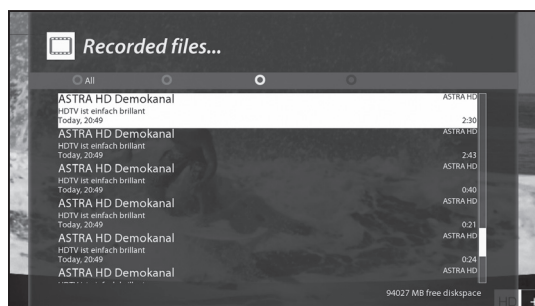 Recorded files...
All
ASTRA HD Demokanal ASTRA HD
HDTV ist einfach brillant
Today, 20:49 2:30
ASTRA HD Demokanal ASTRA HD
HDTV ist einfach brillant
Today, 20:49 2:43
ASTRA HD Demokanal ASTRA HD
HDTV ist einfach brillant
Today, 20:49 0:40
ASTRA HD Demokanal ASTRA HD
HDTV ist einfach brillant
Today, 20:49 0:21
ASTRA HD Demokanal ASTRA HD
HDTV ist einfach brillant
Today, 20:49 0:24
ASTRA HD Demokanal ASTRA HD
94027 MB free diskspace
HD +